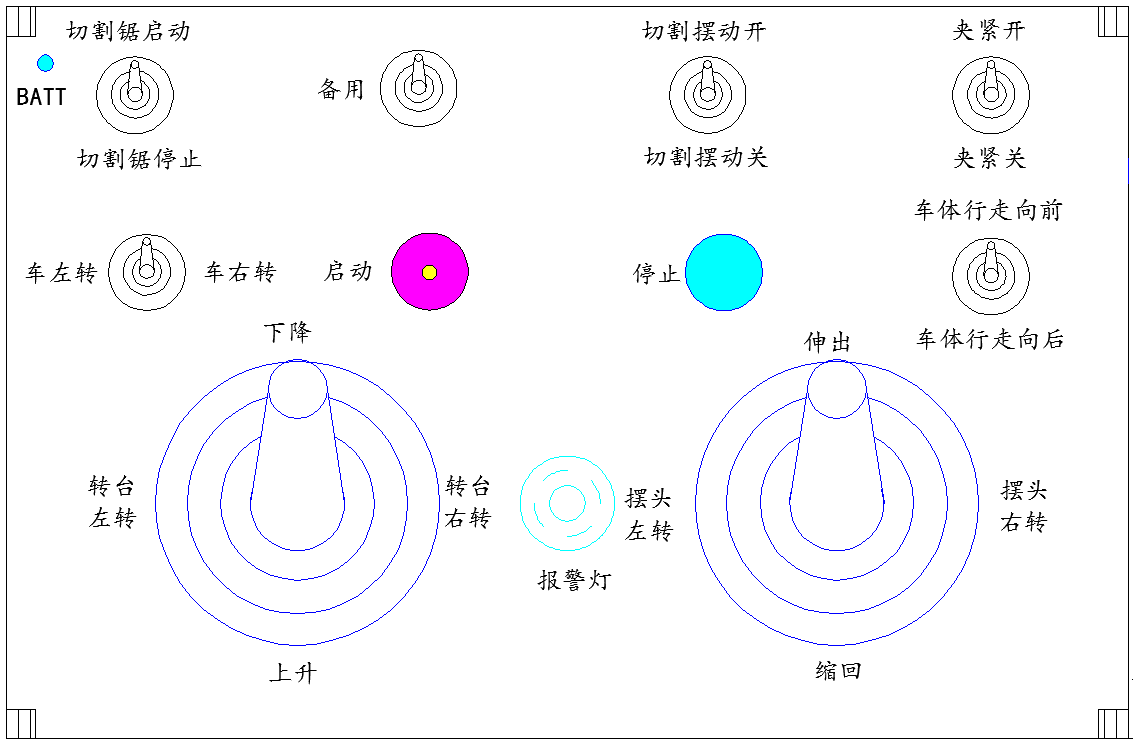 切割锯启动
切割摆动开
夹紧开
BATT
备用
切割锯停止
切割摆动关
夹紧关
车体行走向前
车左转
车右转
启动
停止
下降
伸出
车体行走向后
转台
左转
转台
右转
摆头
左转
摆头
右转
报警灯
上升
缩回